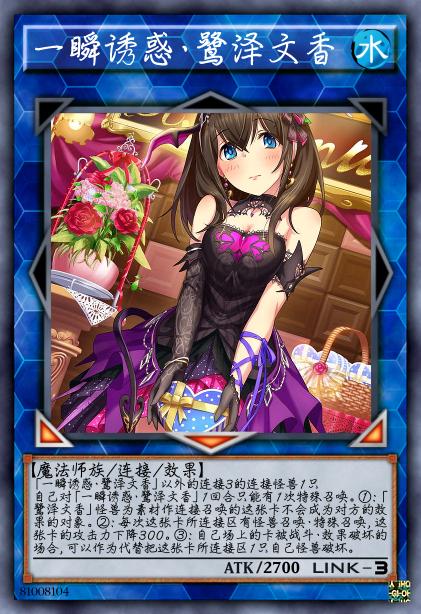 一瞬诱惑·鹭泽文香 水
【魔法师族/连接/效果】
「一瞬诱惑·鹭泽文香」以外的连接3的连接怪兽1只
自己对「一瞬诱惑·鹭泽文香」1回合只能有1次特殊召唤。①:「
鹭泽文香」怪兽为素材作连接召唤的这张卡不会成为对方的效
果的对象。②:每次这张卡所连接区有怪兽召唤·特殊召唤,这
张卡的攻击力下降300。③:自己场上的卡被战斗·效果破坏的
场合,可以作为代替把这张卡所连接区1只自己怪兽破坏。
ATK/2700 LINK-3
81008104